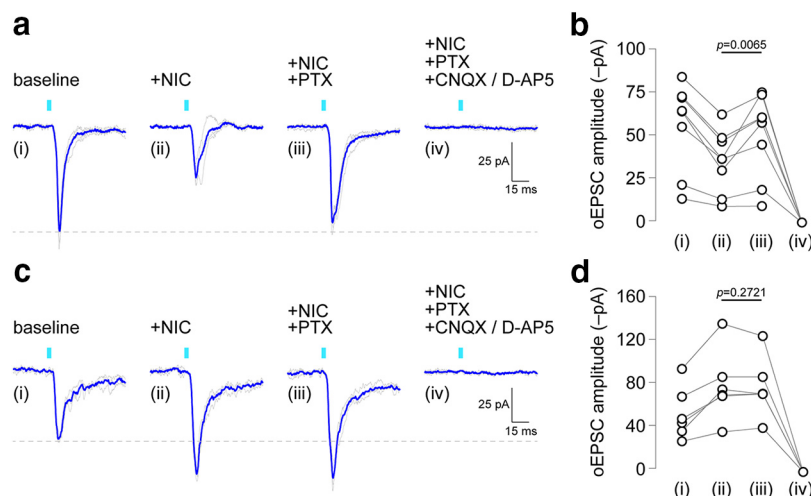 a
baseline
+NIC
+NIC
+PTX
+NIC
+PTX
+CNQX / D-AP5
(i)
(ii)
(iii)
(iv)
25 pA
15 ms
b
p=0.0065
oEPSC amplitude (–pA)
100
75
50
25
0
(i)
(ii)
(iii)
(iv)
c
baseline
+NIC
+NIC
+PTX
+NIC
+PTX
+CNQX / D-AP5
(i)
(ii)
(iii)
(iv)
25 pA
15 ms
d
p=0.2721
oEPSC amplitude (–pA)
160
120
80
40
0
(i)
(ii)
(iii)
(iv)